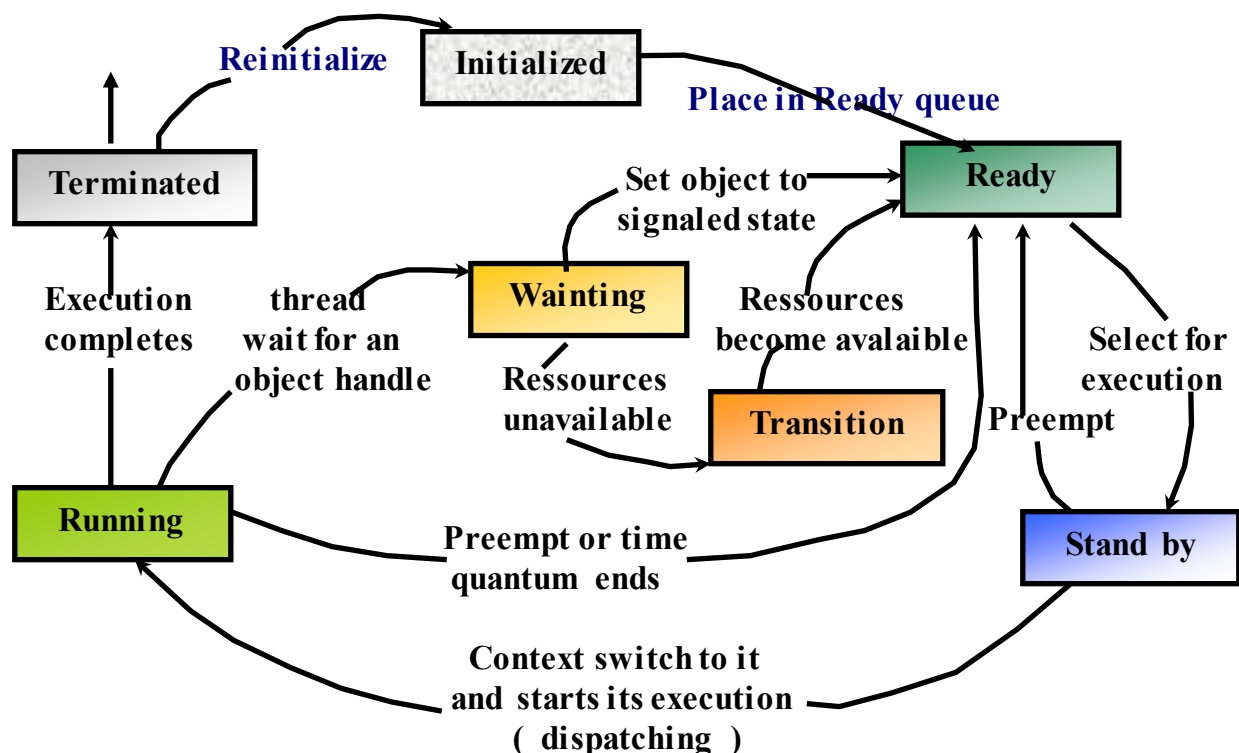 Reinitialize
Initialized
Place in Ready queue
Terminated
Set object to
signaled state
Ready
Execution
completes
thread
wait for an
object handle
Wainting
Ressources
become avalaible
Select for
execution
Ressources
unavailable
Transition
Preempt
Running
Preempt or time
quantum ends
Stand by
Context switch to it
and starts its execution
( dispatching )